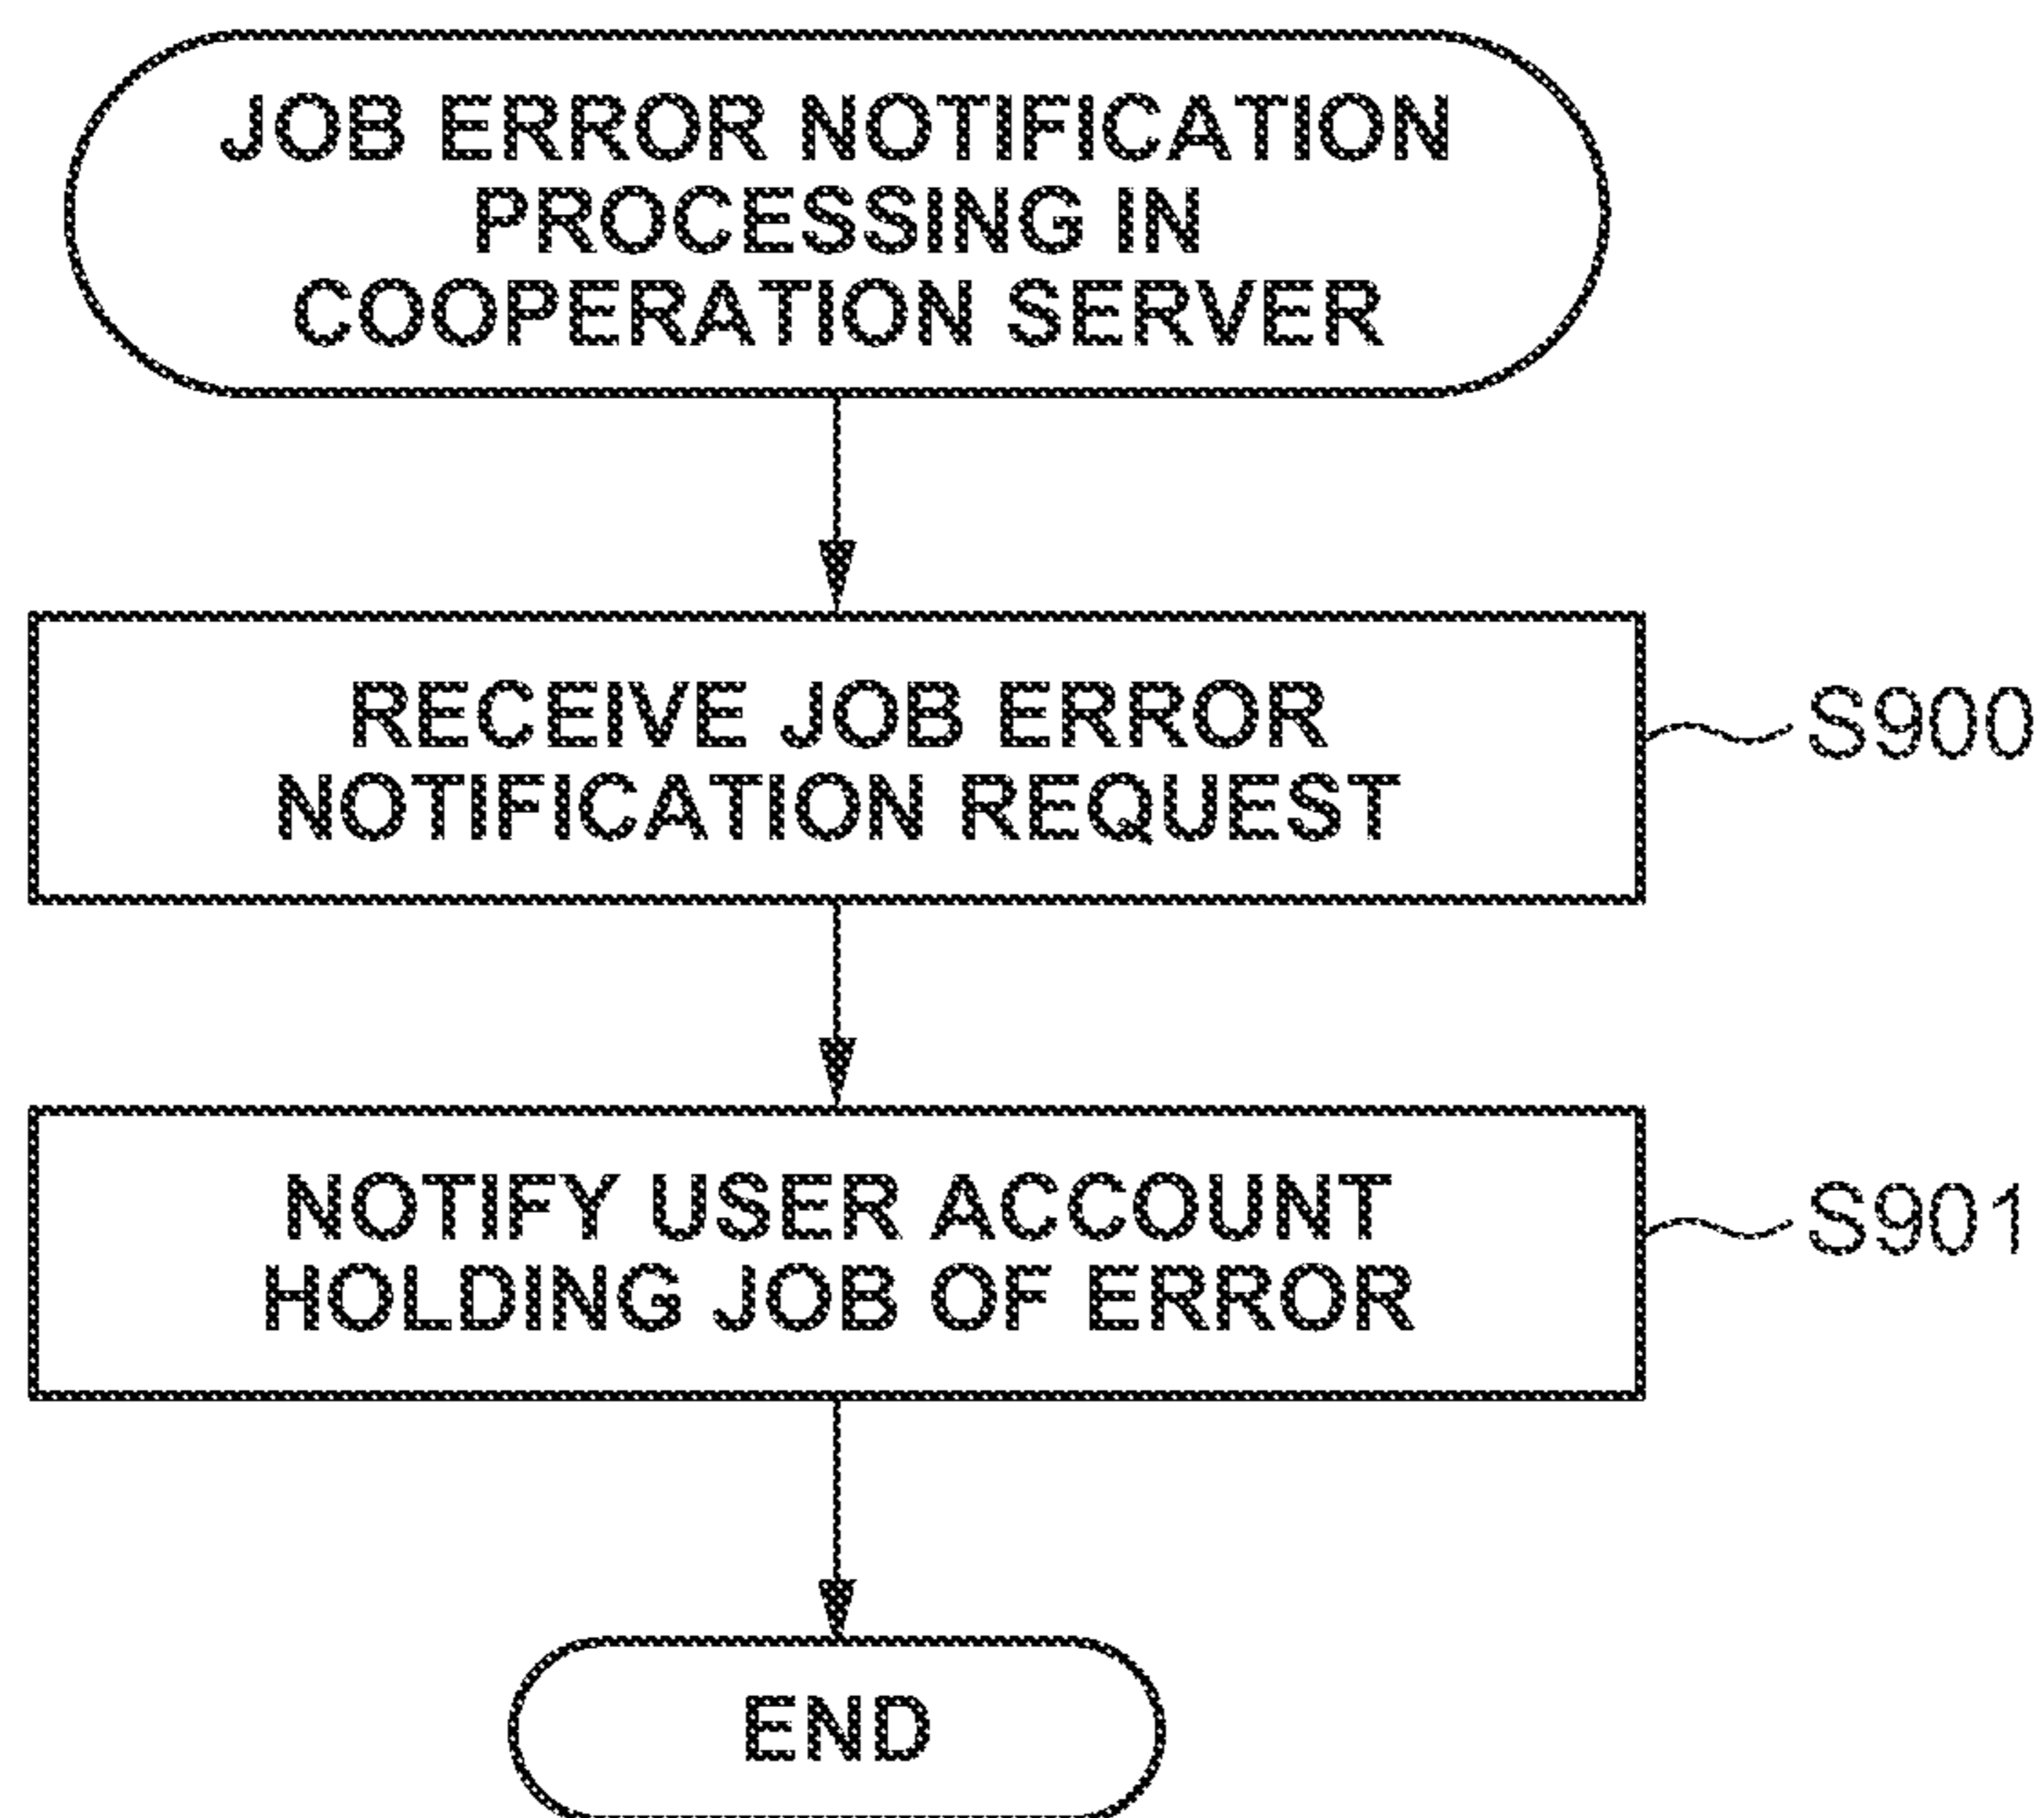 JOB ERROR NOTIFICATION
PROCESSING IN
COOPERATION SERVER
RECEIVE JOB ERROR
NOTIFICATION REQUEST
S900
NOTIFY USER ACCOUNT
HOLDING JOB OF ERROR
S901
END